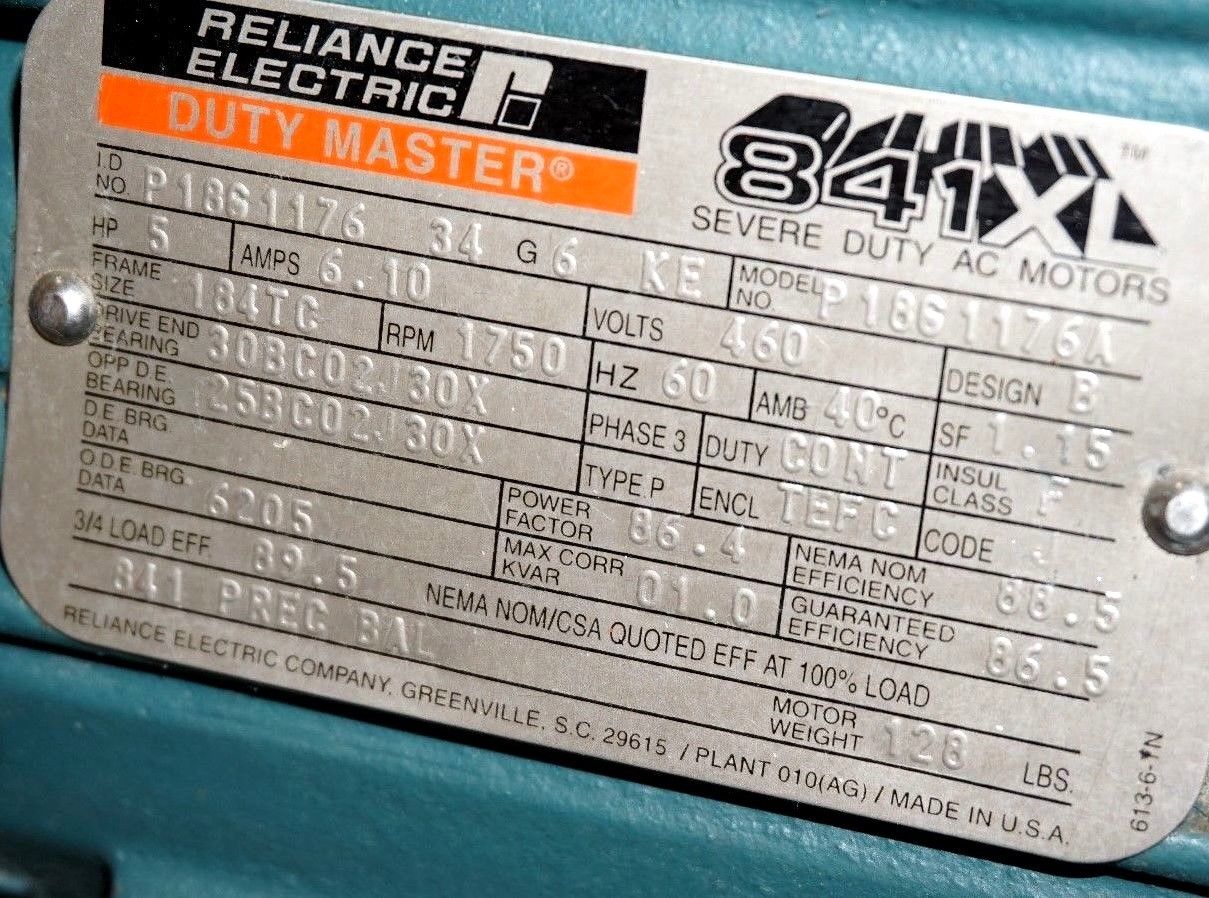 RELIANCE
ELECTRIC
DUTY MASTER®
841XL™
SEVERE DUTY AC MOTORS
I.D. NO. P18G1176 34 G 6 KE MODEL NO. P18G1176A
HP 5 AMPS 6.10 VOLTS 460 DESIGN B
FRAME SIZE 184TC RPM 1750 HZ 60 AMB 40°C SF 1.15
DRIVE END BEARING 30BC02J30X PHASE 3 DUTY CONT INSUL CLASS F
OPP D.E. BEARING 25BC02J30X TYPE P ENCL TEFC CODE
D.E. BRG. DATA POWER FACTOR 86.4 NEMA NOM EFFICIENCY 88.5
O.D.E. BRG. DATA 6205 MAX CORR KVAR 01.0 GUARANTEED EFFICIENCY 86.5
3/4 LOAD EFF. 89.5 NEMA NOM/CSA QUOTED EFF AT 100% LOAD
841 PREC BAL MOTOR WEIGHT 128 LBS.
RELIANCE ELECTRIC COMPANY, GREENVILLE, S.C. 29615 / PLANT 010(AG) / MADE IN U.S.A.